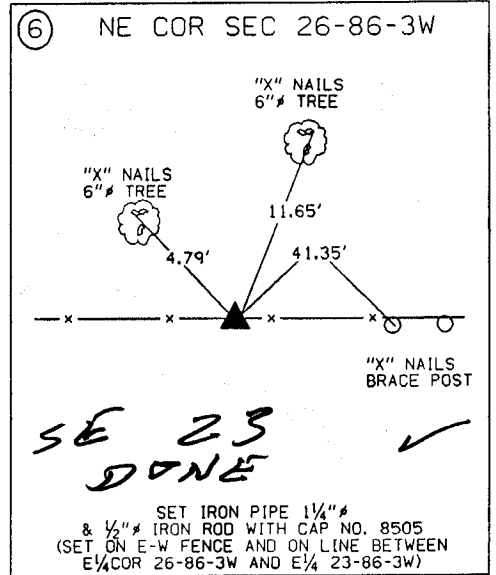 6 NE COR SEC 26-86-3W
"X" NAILS
6"ø TREE
"X" NAILS
6"ø TREE
11.65'
4.79' 41.35'
"X" NAILS
BRACE POST
SE 23 ✓
DONE
SET IRON PIPE 1¼"ø
& ½"ø IRON ROD WITH CAP NO. 8505
(SET ON E-W FENCE AND ON LINE BETWEEN
E¼COR 26-86-3W AND E¼ 23-86-3W)